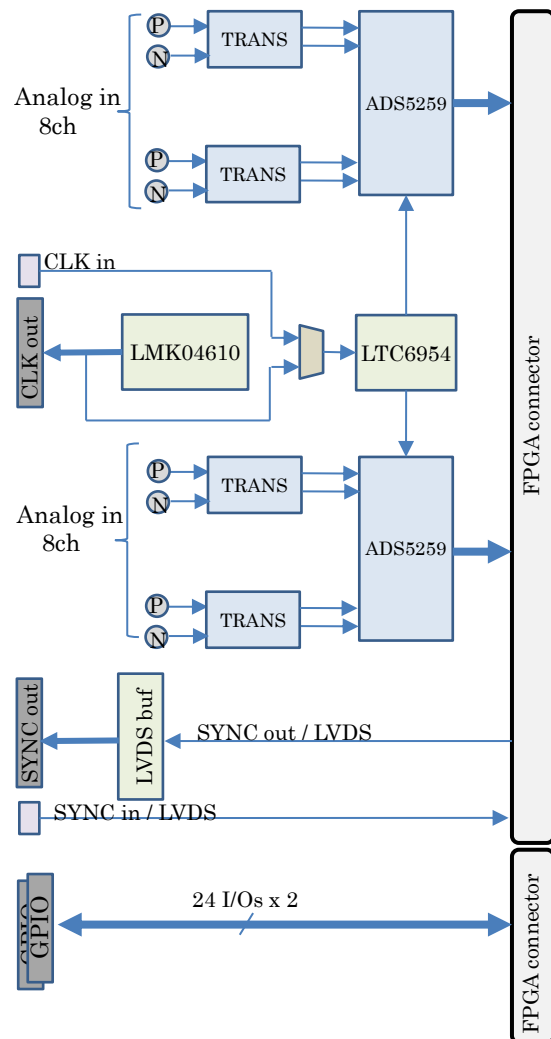 P
N
TRANS
Analog in
8ch
ADS5259
P
N
TRANS
CLK in
CLK out
LMK04610
LTC6954
FPGA connector
P
N
TRANS
Analog in
8ch
ADS5259
P
N
TRANS
SYNC out
LVDS buf
SYNC out / LVDS
SYNC in / LVDS
GPIO
GPIO
24 I/Os x 2
FPGA connector